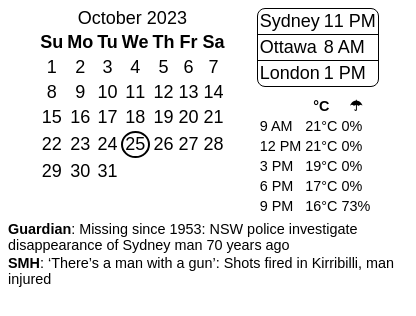 October 2023
Su Mo Tu We Th Fr Sa
1 2 3 4 5 6 7
8 9 10 11 12 13 14
15 16 17 18 19 20 21
22 23 24 25 26 27 28
29 30 31
Sydney 11 PM
Ottawa 8 AM
London 1 PM
°C ☂
9 AM 21°C 0%
12 PM 21°C 0%
3 PM 19°C 0%
6 PM 17°C 0%
9 PM 16°C 73%
Guardian: Missing since 1953: NSW police investigate
disappearance of Sydney man 70 years ago
SMH: ‘There’s a man with a gun’: Shots fired in Kirribilli, man
injured